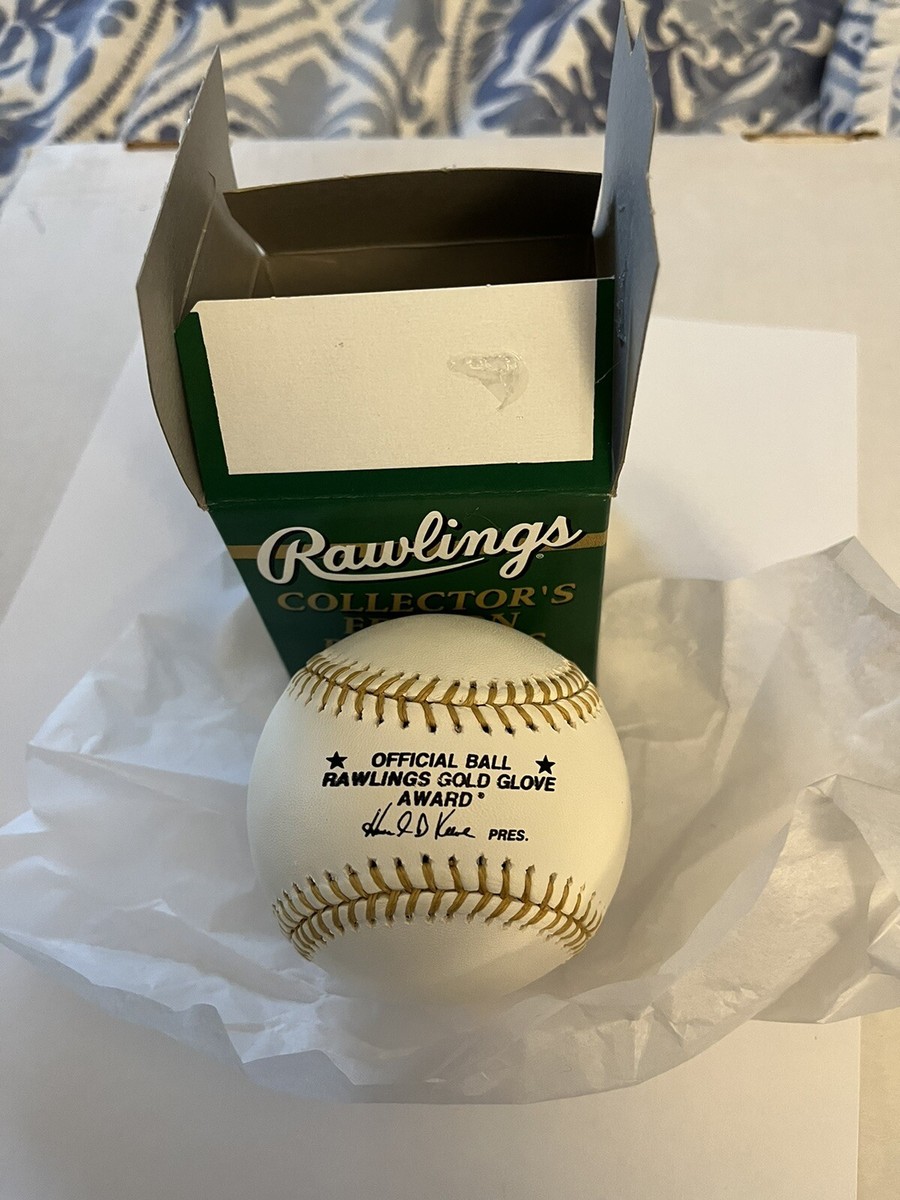 Rawlings
COLLECTOR'S
★ OFFICIAL BALL ★
RAWLINGS GOLD GLOVE
AWARD®
PRES.